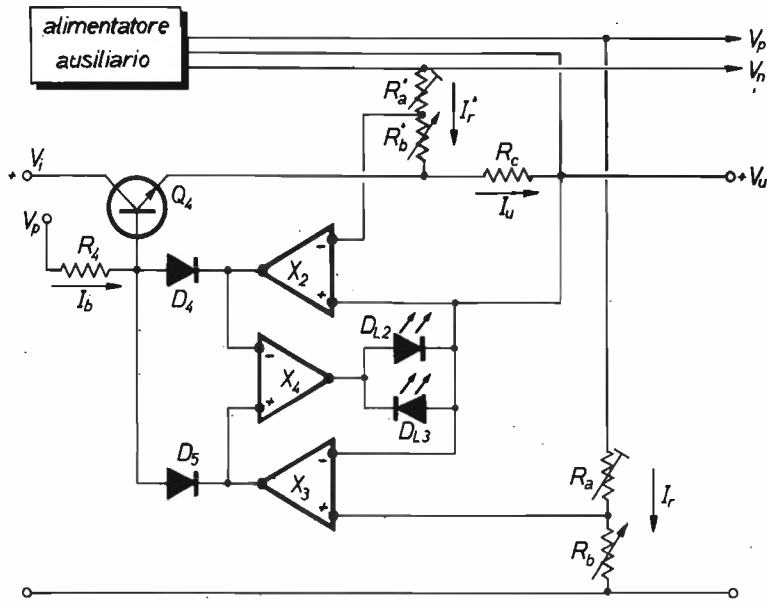 alimentatore
ausiliario
Vp
Vn
R'a
I'r
R'b
Vi
Rc
+
+ Vu
Q4
Iu
Vp
R4
-
X2
Ib
D4
+
DL2
-
X4
+
DL3
D5
-
X3
Ra
Ir
+
Rb